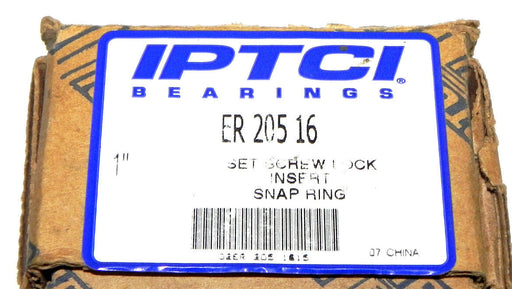 IPTCI®
BEARINGS
ER 205 16
1"
SET SCREW LOCK
INSERT
SNAP RING
07 CHINA